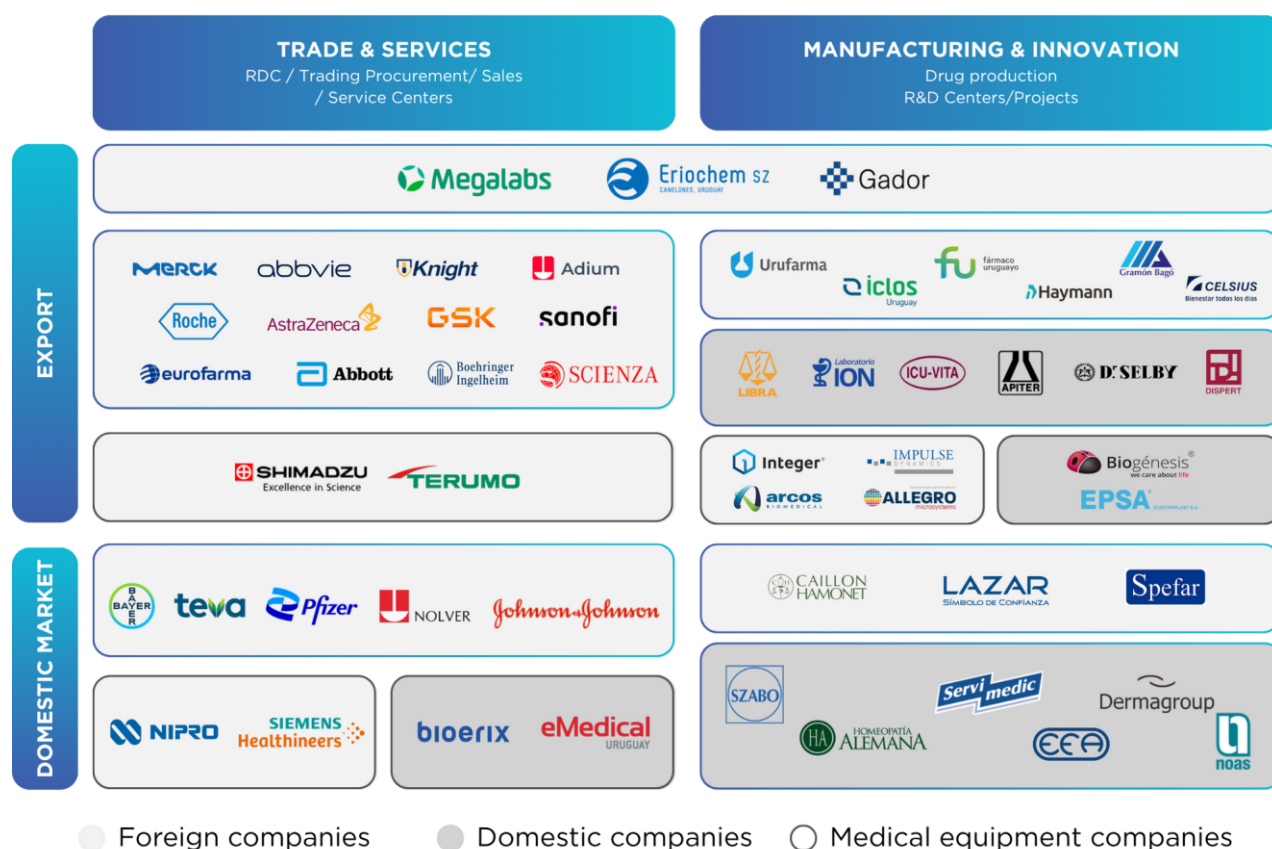 TRADE & SERVICES
RDC / Trading Procurement/ Sales
/ Service Centers
MANUFACTURING & INNOVATION
Drug production
R&D Centers/Projects
EXPORT
Megalabs
Eriochem SZ
CANELONES, URUGUAY
Gador
MERCK
abbvie
Knight
Adium
Roche
AstraZeneca
GSK
sanofi
eurofarma
Abbott
Boehringer
Ingelheim
SCIENZA
Urufarma
iclos
Uruguay
fu
fármaco
uruguayo
Haymann
Gramón Bagó
CELSIUS
Bienestar todos los días
LIBRA
Laboratorio
ION
ICU-VITA
APITER
Dr. SELBY
DISPERT
SHIMADZU
Excellence in Science
TERUMO
Integer®
IMPULSE
DYNAMICS
arcos
BIOMEDICAL
ALLEGRO
microsystems
Biogénesis®
we care about life
EPSA®
ELECTROPLAST S.A.
DOMESTIC MARKET
BAYER
BAYER
teva
Pfizer
NOLVER
Johnson & Johnson
CH
CAILLON
HAMONET
LAZAR
SÍMBOLO DE CONFIANZA
Spefar
NIPRO
SIEMENS
Healthineers
bioerix
eMedical
URUGUAY
SZABO
Servimedic
Dermagroup
HA
HOMEOPATÍA
ALEMANA
EFA
noas
Foreign companies
Domestic companies
Medical equipment companies